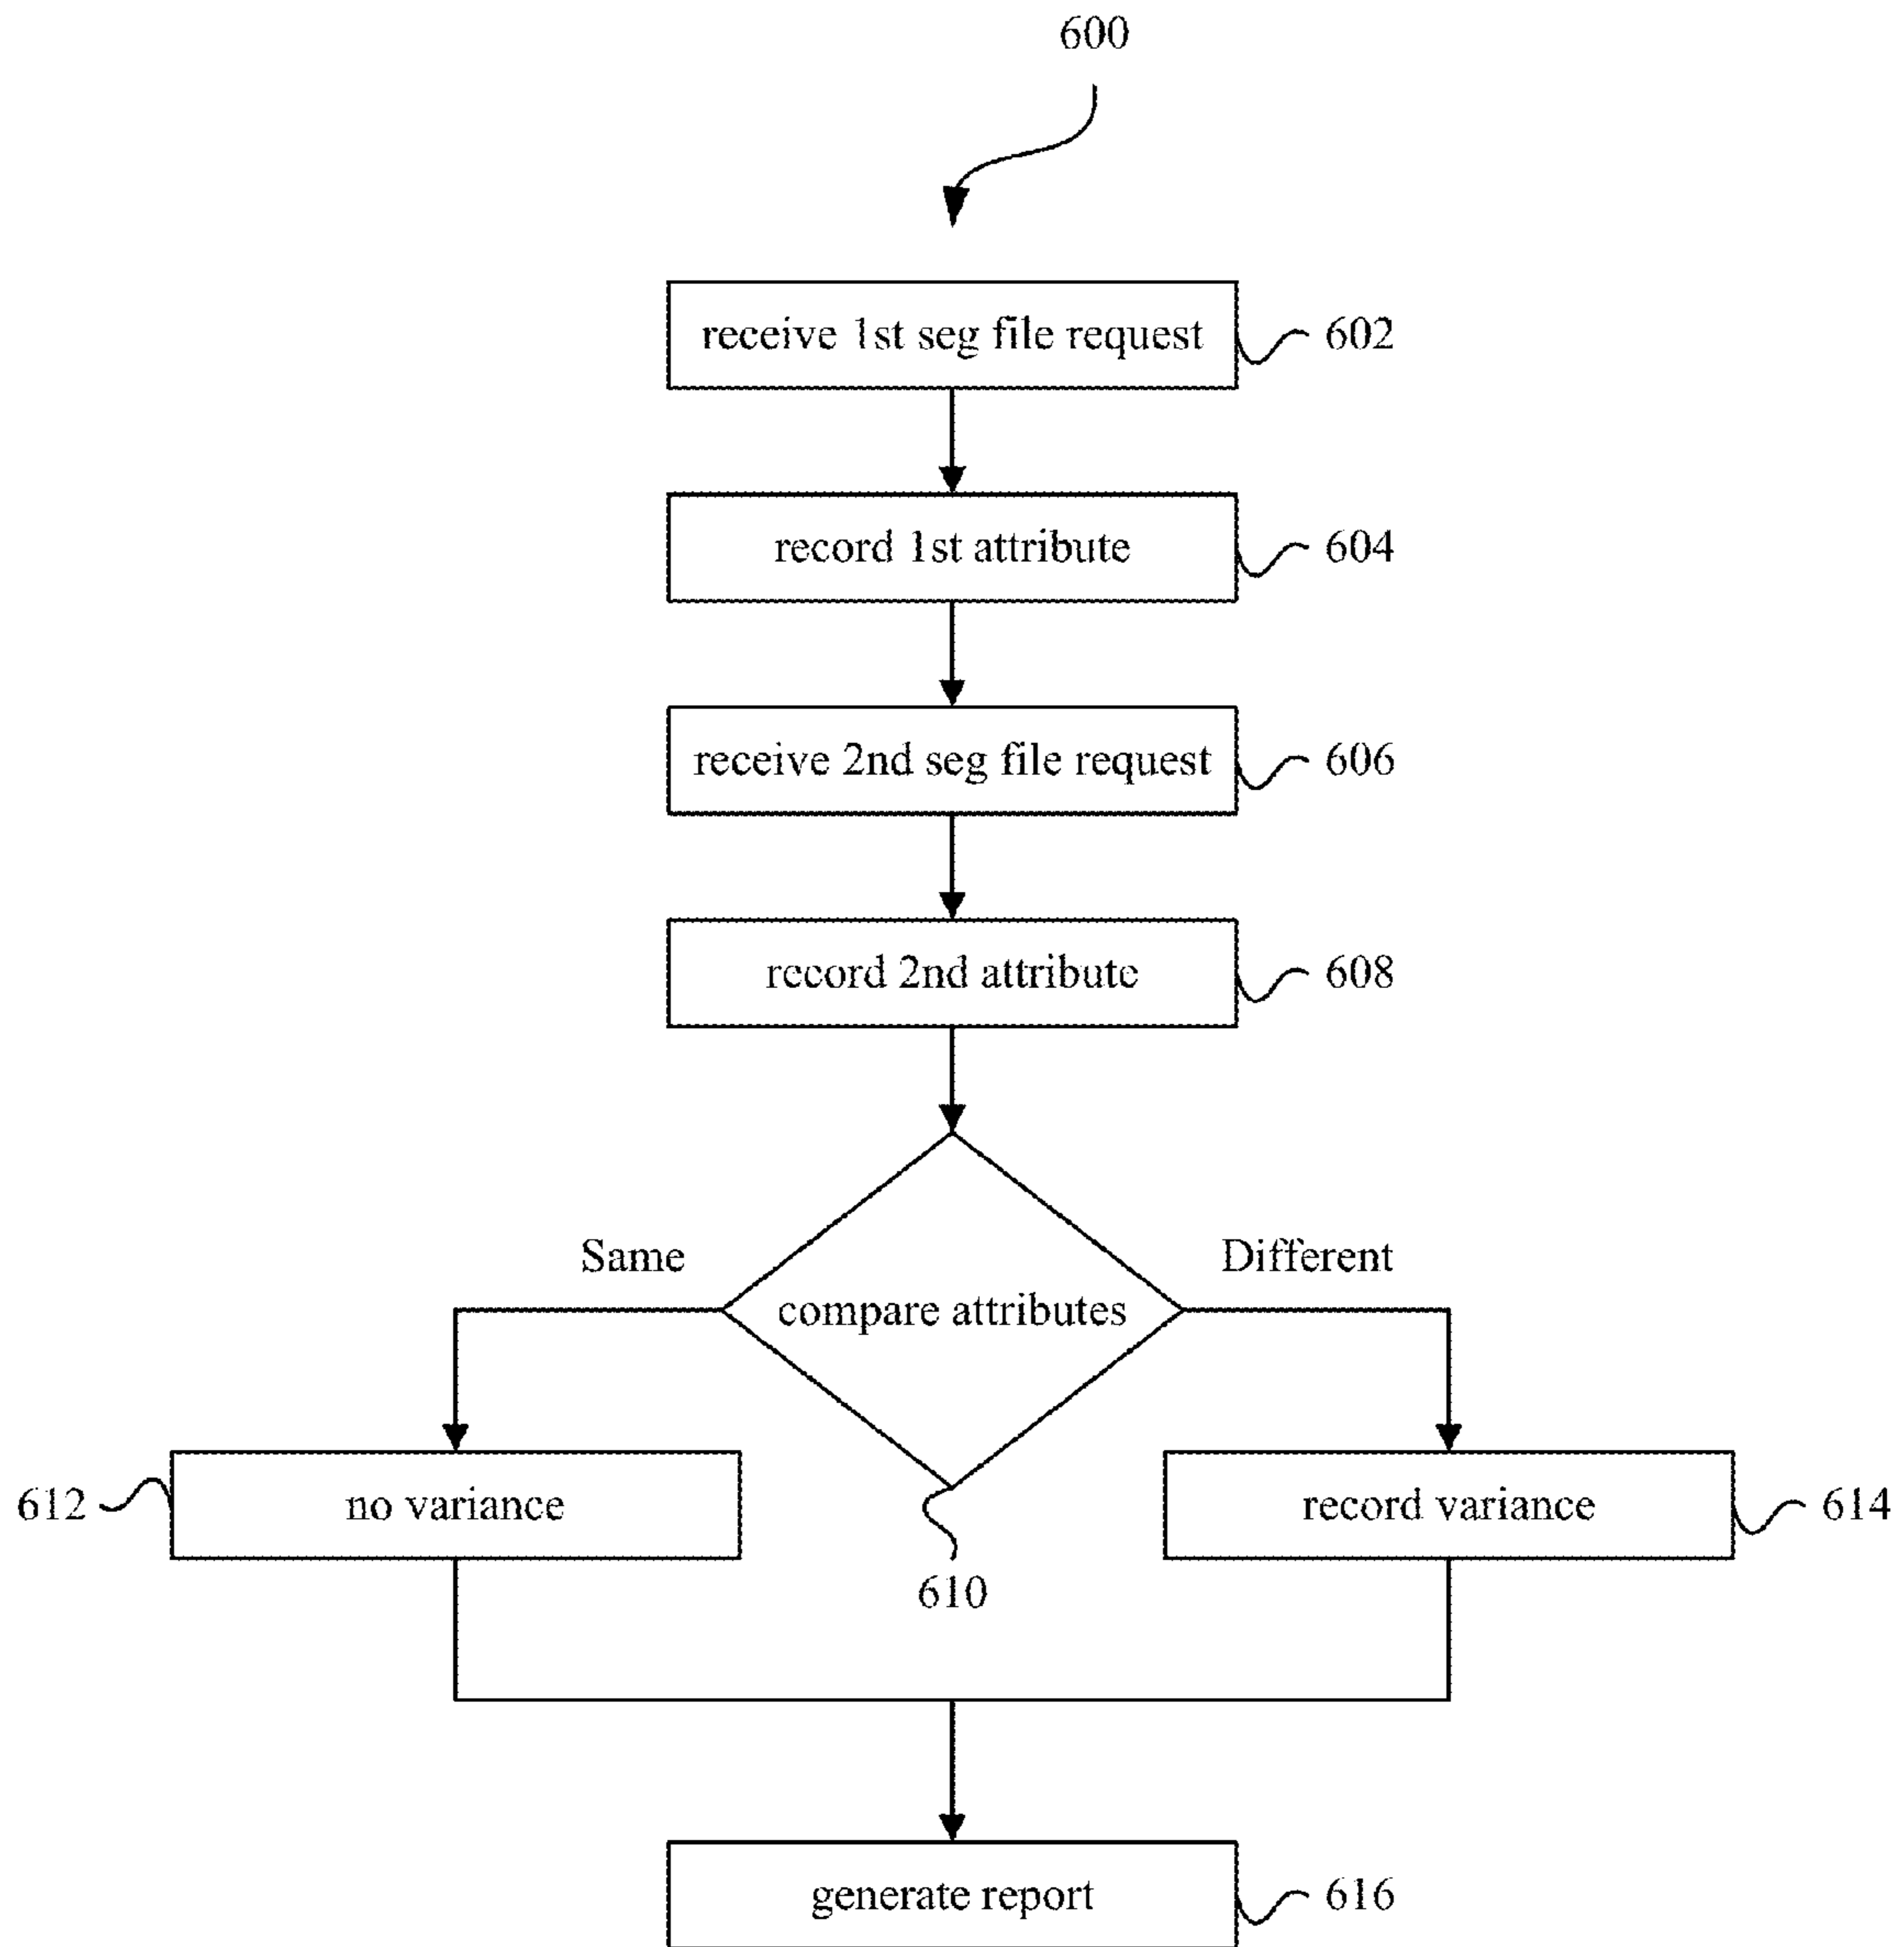 600
receive 1st seg file request
602
record 1st attribute
604
receive 2nd seg file request
606
record 2nd attribute
608
Same
Different
compare attributes
612
no variance
record variance
614
610
generate report
616